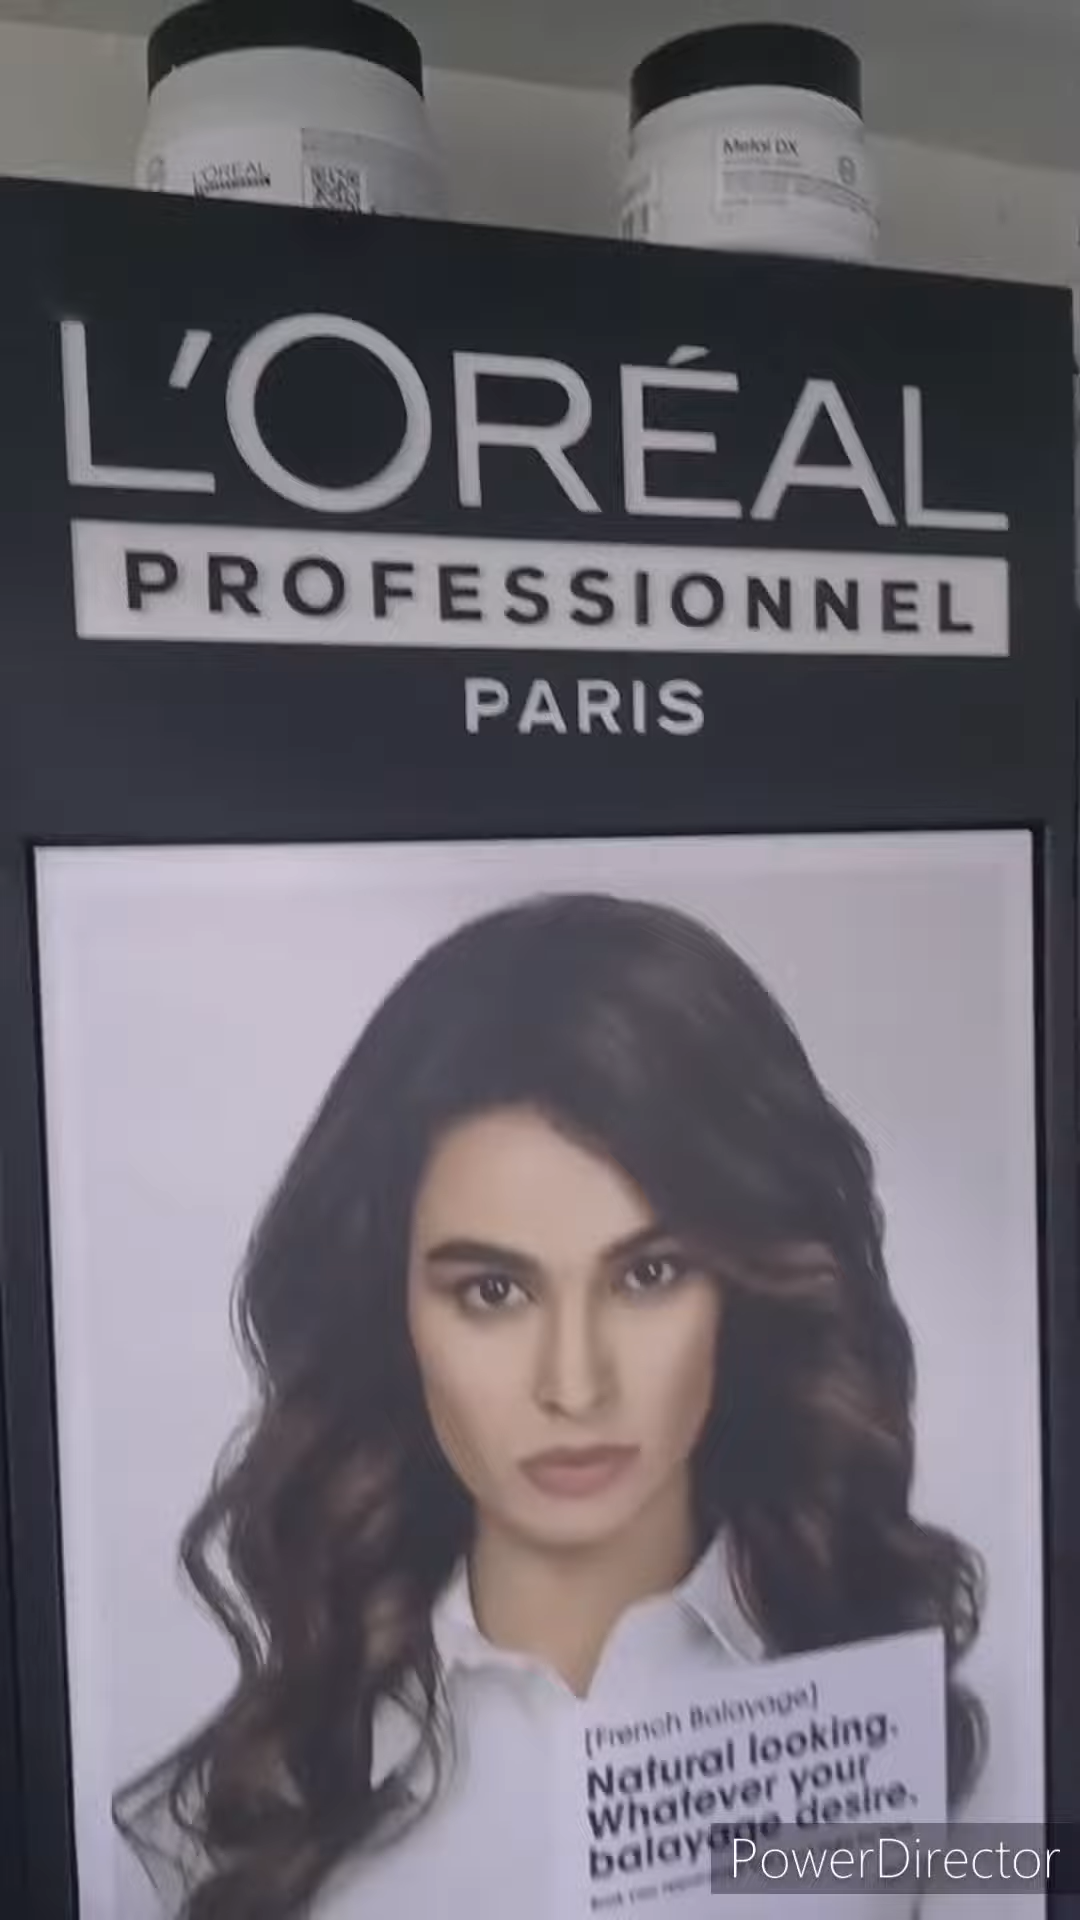 L'ORÉAL
Metal DX
L'ORÉAL
PROFESSIONNEL
PARIS
[French Balayage]
Natural looking.
Whatever your
balayage desire.
PowerDirector